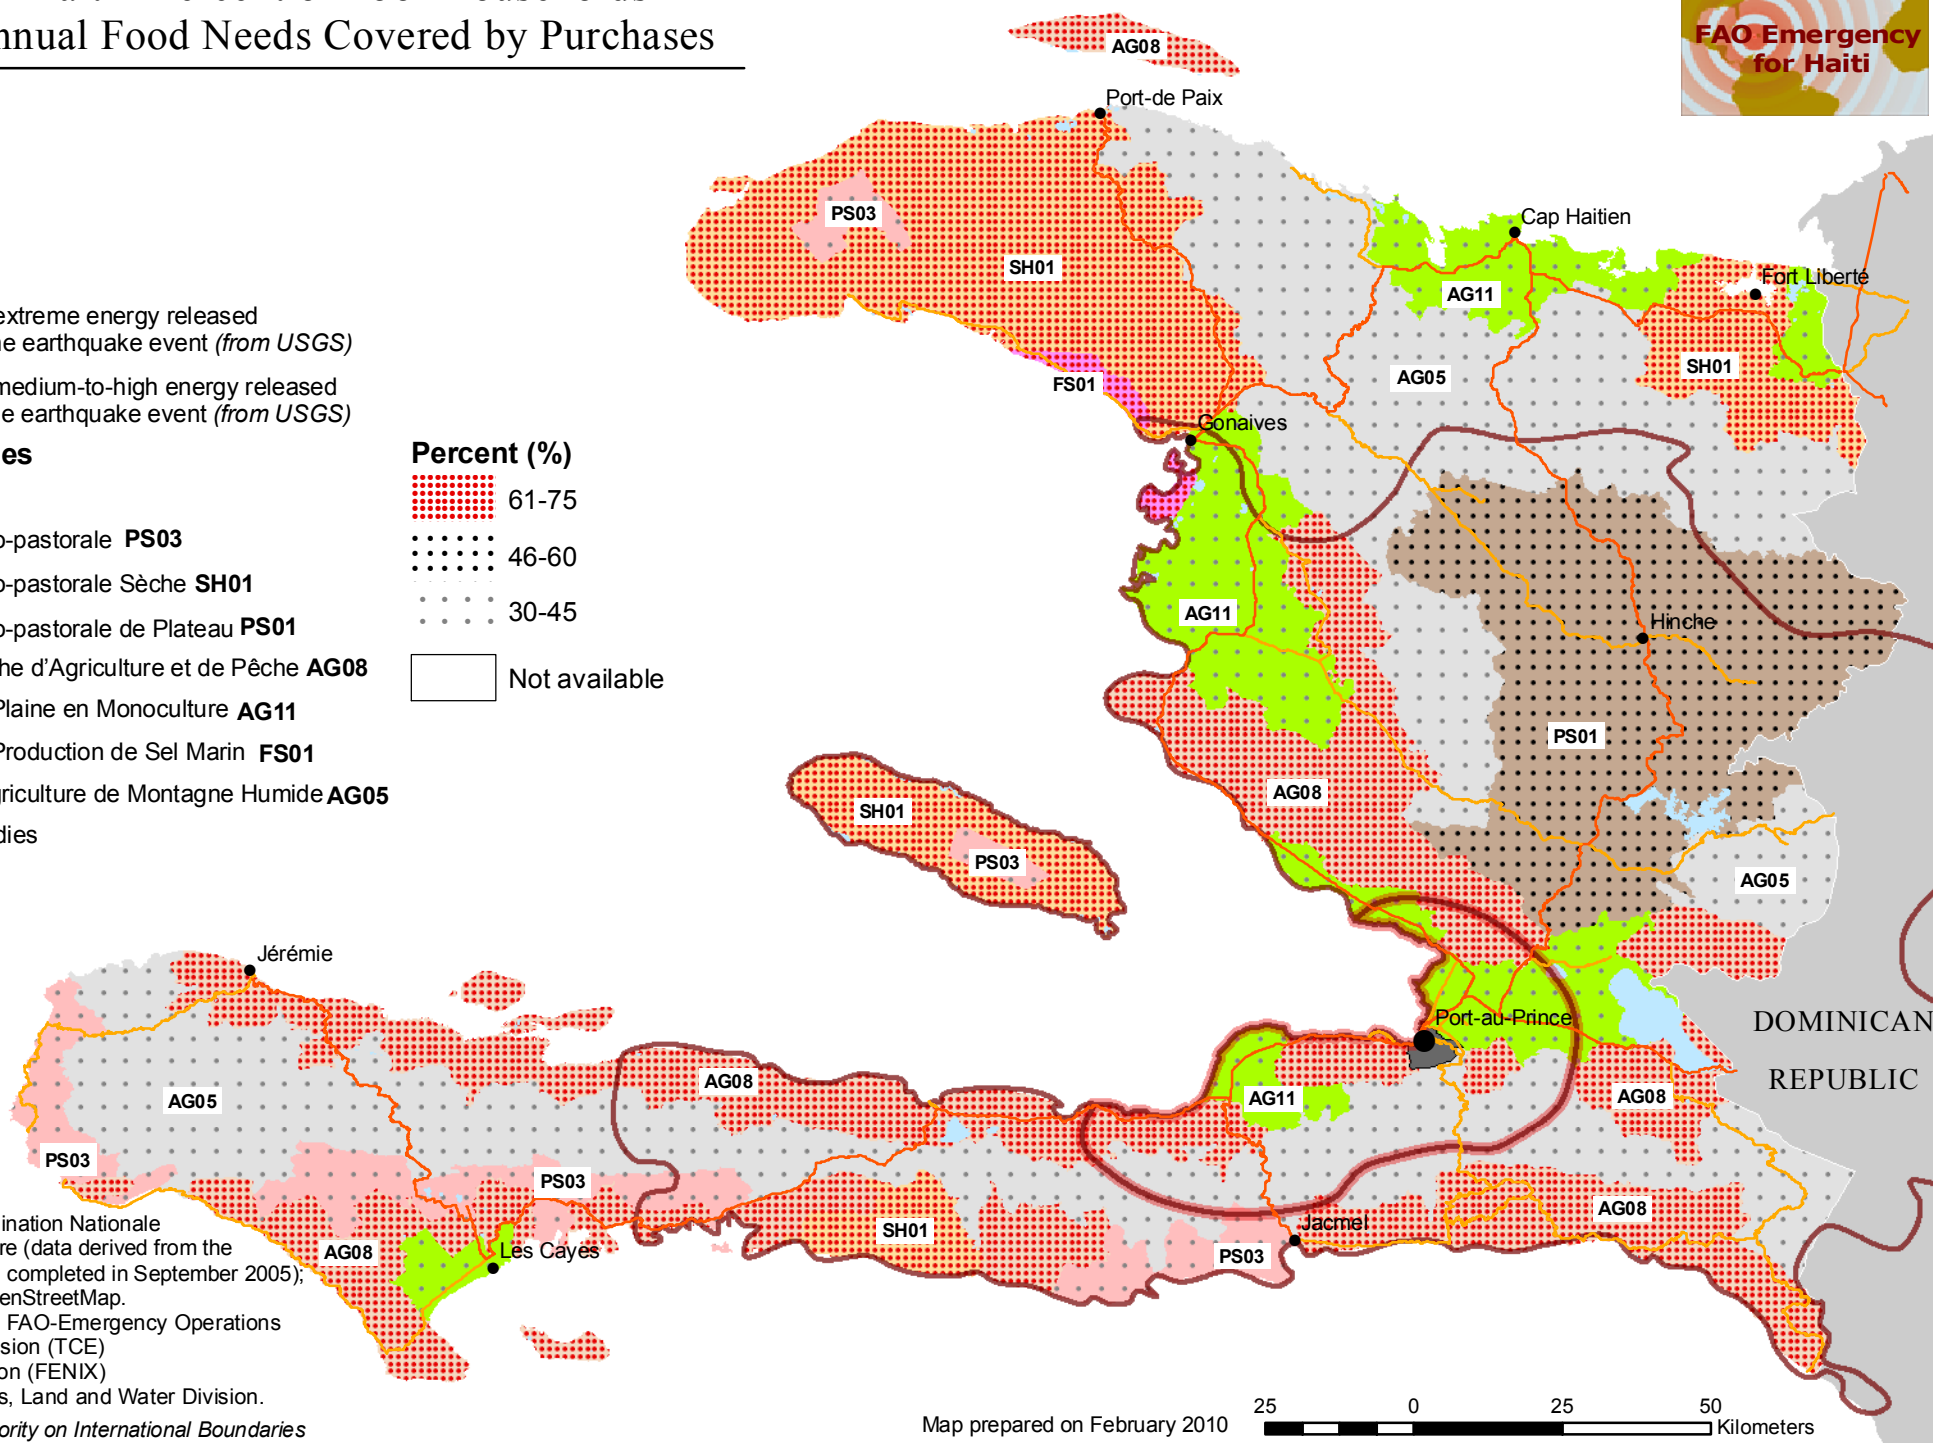 nnual Food Needs Covered by Purchases
FAO Emergency
for Haiti
AG08
Port-de Paix
PS03
SH01
Cap Haitien
AG11
Fort Liberté
SH01
AG05
FS01
Gonaives
extreme energy released
e earthquake event (from USGS)
medium-to-high energy released
e earthquake event (from USGS)
es
Percent (%)
61-75
46-60
30-45
Not available
o-pastorale PS03
o-pastorale Sèche SH01
o-pastorale de Plateau PS01
he d'Agriculture et de Pêche AG08
Plaine en Monoculture AG11
Production de Sel Marin FS01
griculture de Montagne Humide AG05
dies
AG11
Hinche
PS01
AG08
SH01
PS03
AG05
Jérémie
Port-au-Prince
DOMINICAN
REPUBLIC
AG08
AG05
AG11
AG08
PS03
PS03
AG08
SH01
PS03
Jacmel
AG08
Les Cayes
ination Nationale
re (data derived from the
completed in September 2005);
enStreetMap.
FAO-Emergency Operations
sion (TCE)
on (FENIX)
s, Land and Water Division.
ority on International Boundaries
Map prepared on February 2010
25 0 25 50
Kilometers